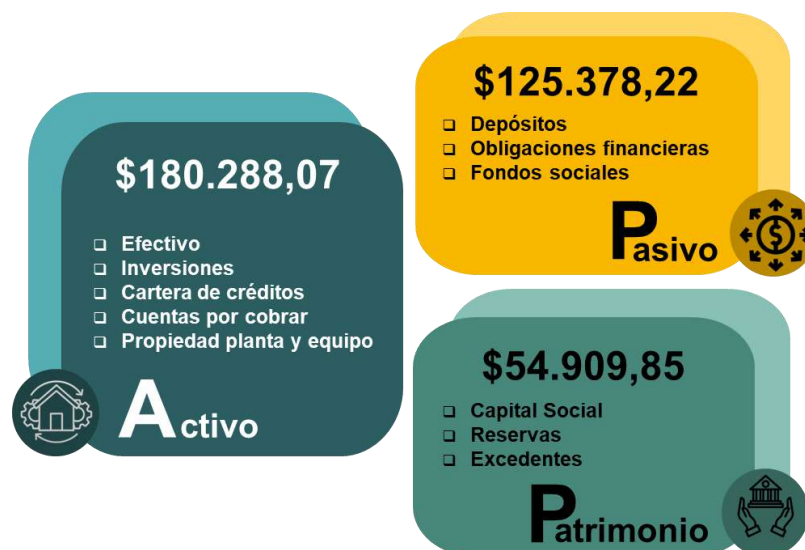 $180.288,07
❑ Efectivo
❑ Inversiones
❑ Cartera de créditos
❑ Cuentas por cobrar
❑ Propiedad planta y equipo
Activo
$125.378,22
❑ Depósitos
❑ Obligaciones financieras
❑ Fondos sociales
Pasivo
$
$54.909,85
❑ Capital Social
❑ Reservas
❑ Excedentes
Patrimonio